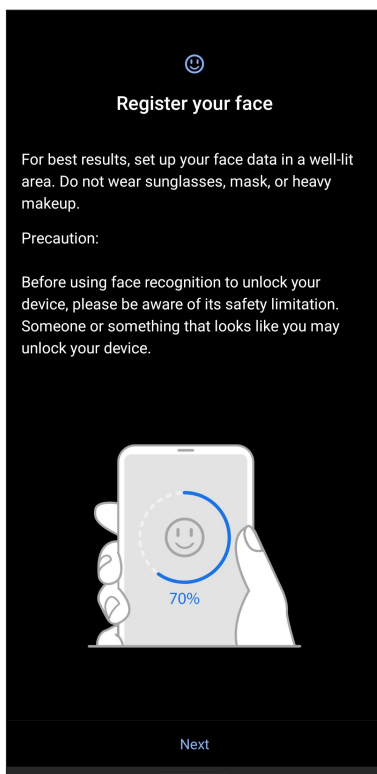 Register your face
For best results, set up your face data in a well-lit
area. Do not wear sunglasses, mask, or heavy
makeup.
Precaution:
Before using face recognition to unlock your
device, please be aware of its safety limitation.
Someone or something that looks like you may
unlock your device.
70%
Next